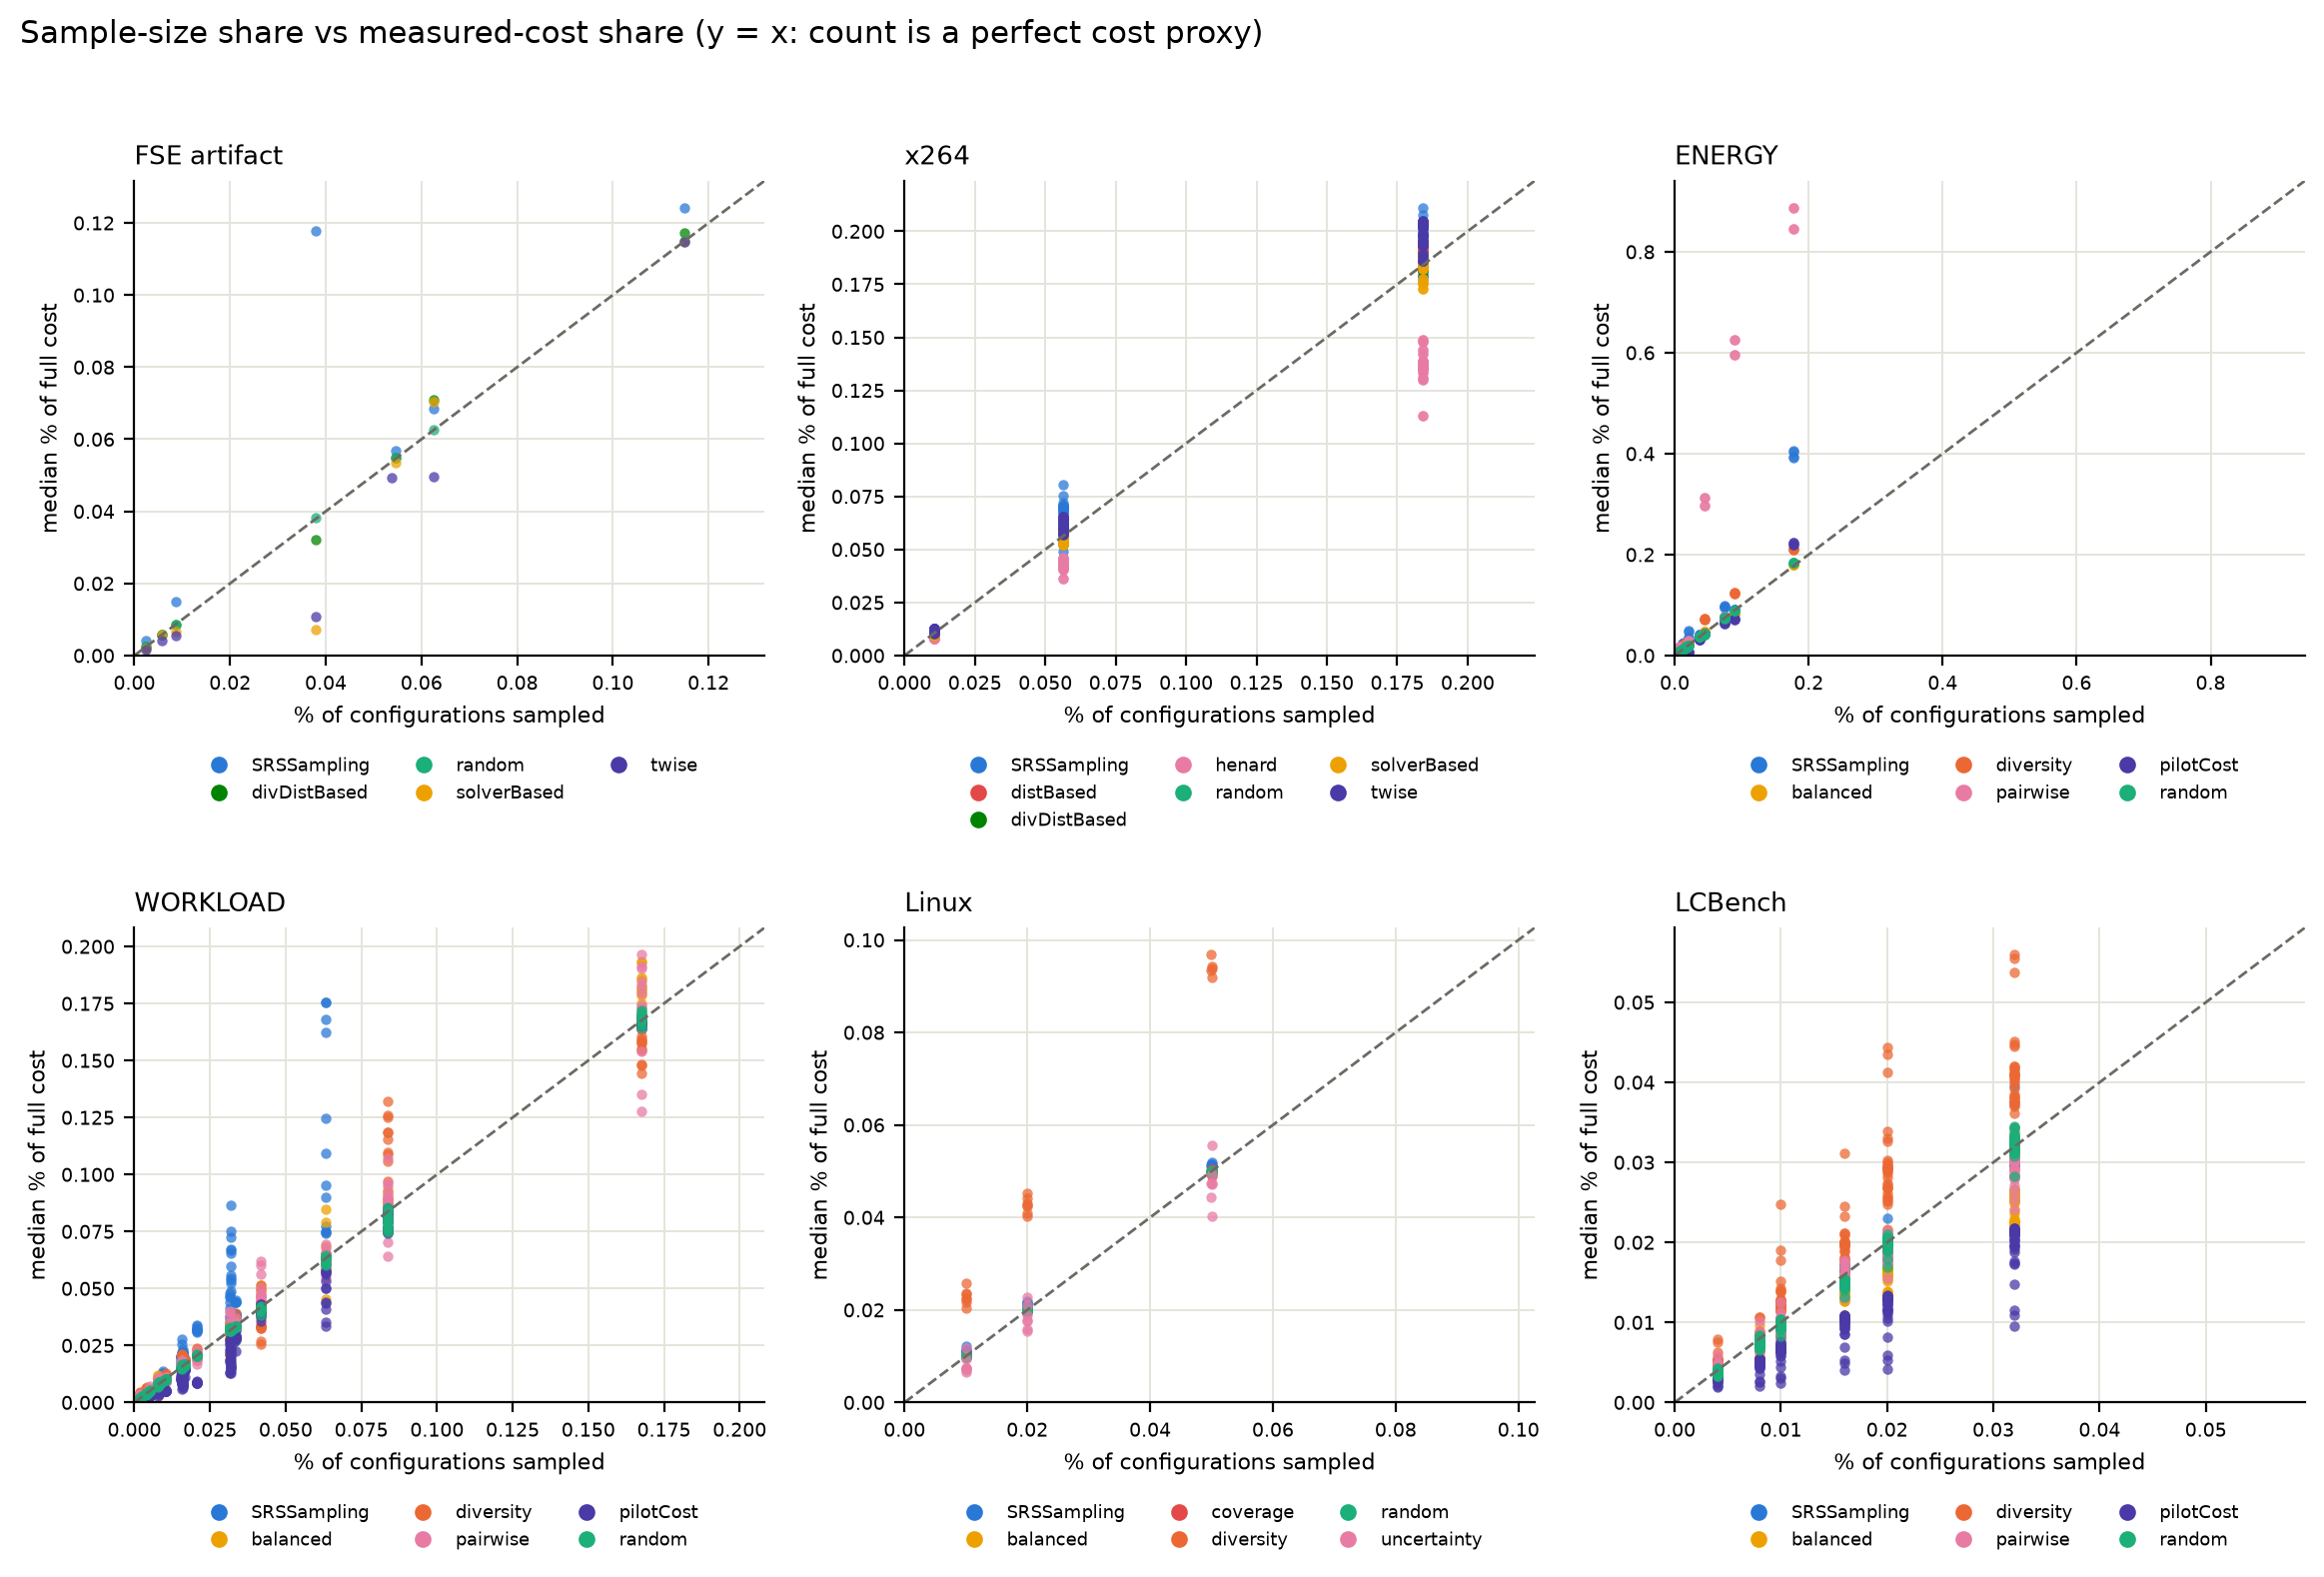 Sample-size share vs measured-cost share (y = x: count is a perfect cost proxy)
FSE artifact
median % of full cost
0.12
0.10
0.08
0.06
0.04
0.02
0.00
0.00 0.02 0.04 0.06 0.08 0.10 0.12
% of configurations sampled
SRSSampling random twise
divDistBased solverBased
x264
median % of full cost
0.200
0.175
0.150
0.125
0.100
0.075
0.050
0.025
0.000
0.000 0.025 0.050 0.075 0.100 0.125 0.150 0.175 0.200
% of configurations sampled
SRSSampling henard solverBased
distBased random twise
divDistBased
ENERGY
median % of full cost
0.8
0.6
0.4
0.2
0.0
0.0 0.2 0.4 0.6 0.8
% of configurations sampled
SRSSampling diversity pilotCost
balanced pairwise random
WORKLOAD
median % of full cost
0.200
0.175
0.150
0.125
0.100
0.075
0.050
0.025
0.000
0.000 0.025 0.050 0.075 0.100 0.125 0.150 0.175 0.200
% of configurations sampled
SRSSampling diversity pilotCost
balanced pairwise random
Linux
median % of full cost
0.10
0.08
0.06
0.04
0.02
0.00
0.00 0.02 0.04 0.06 0.08 0.10
% of configurations sampled
SRSSampling coverage random
balanced diversity uncertainty
LCBench
median % of full cost
0.05
0.04
0.03
0.02
0.01
0.00
0.00 0.01 0.02 0.03 0.04 0.05
% of configurations sampled
SRSSampling diversity pilotCost
balanced pairwise random